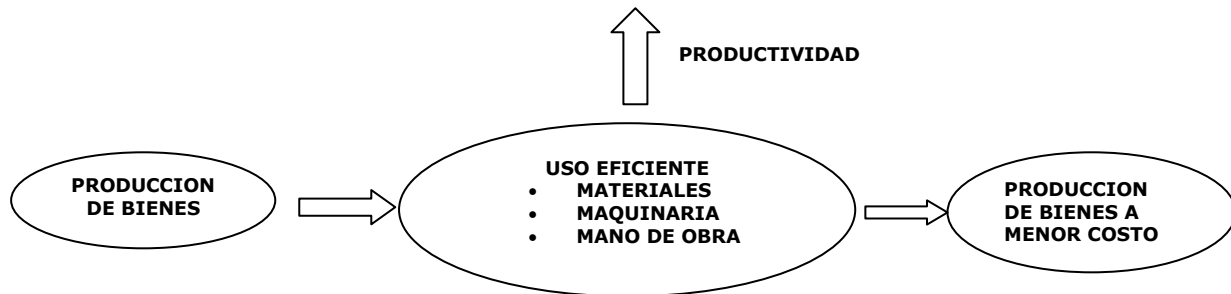 PRODUCTIVIDAD
PRODUCCION
DE BIENES
USO EFICIENTE
• MATERIALES
• MAQUINARIA
• MANO DE OBRA
PRODUCCION
DE BIENES A
MENOR COSTO